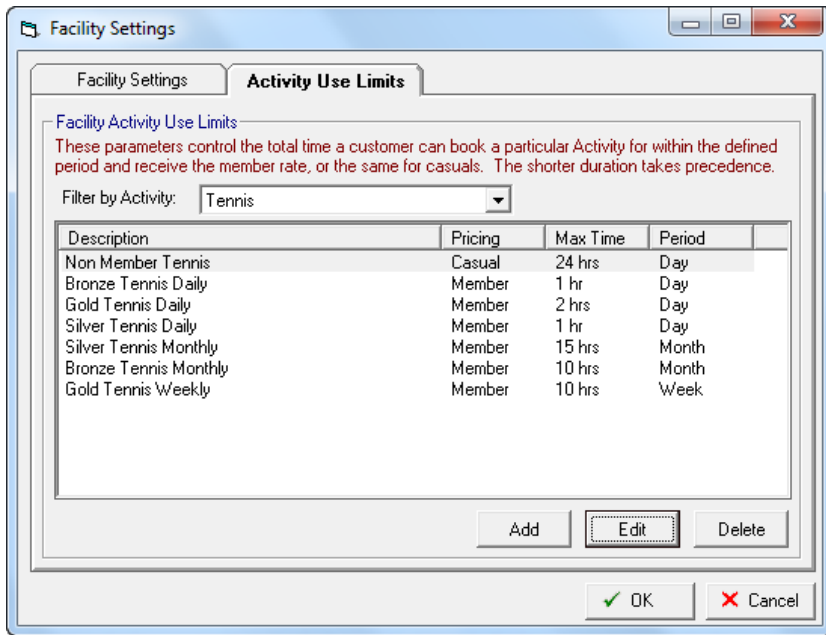 Facility Settings
Facility Settings Activity Use Limits
Facility Activity Use Limits
These parameters control the total time a customer can book a particular Activity for within the defined
period and receive the member rate, or the same for casuals. The shorter duration takes precedence.
Filter by Activity: Tennis
Description Pricing Max Time Period
Non Member Tennis Casual 24 hrs Day
Bronze Tennis Daily Member 1 hr Day
Gold Tennis Daily Member 2 hrs Day
Silver Tennis Daily Member 1 hr Day
Silver Tennis Monthly Member 15 hrs Month
Bronze Tennis Monthly Member 10 hrs Month
Gold Tennis Weekly Member 10 hrs Week
Add Edit Delete
OK Cancel